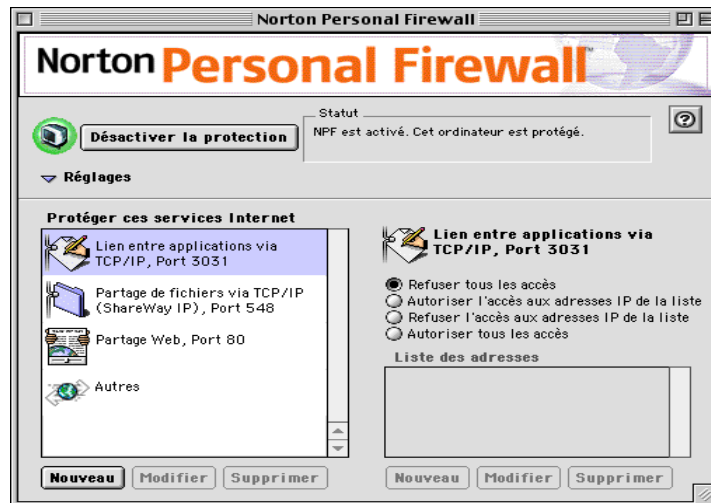 Norton Personal Firewall
Norton Personal Firewall™
Désactiver la protection
Statut
NPF est activé. Cet ordinateur est protégé.
?
Réglages
Protéger ces services Internet
Lien entre applications via
TCP/IP, Port 3031
Partage de fichiers via TCP/IP
(ShareWay IP), Port 548
Partage Web, Port 80
Autres
Nouveau
Modifier
Supprimer
Lien entre applications via
TCP/IP, Port 3031
Refuser tous les accès
Autoriser l'accès aux adresses IP de la liste
Refuser l'accès aux adresses IP de la liste
Autoriser tous les accès
Liste des adresses
Nouveau
Modifier
Supprimer